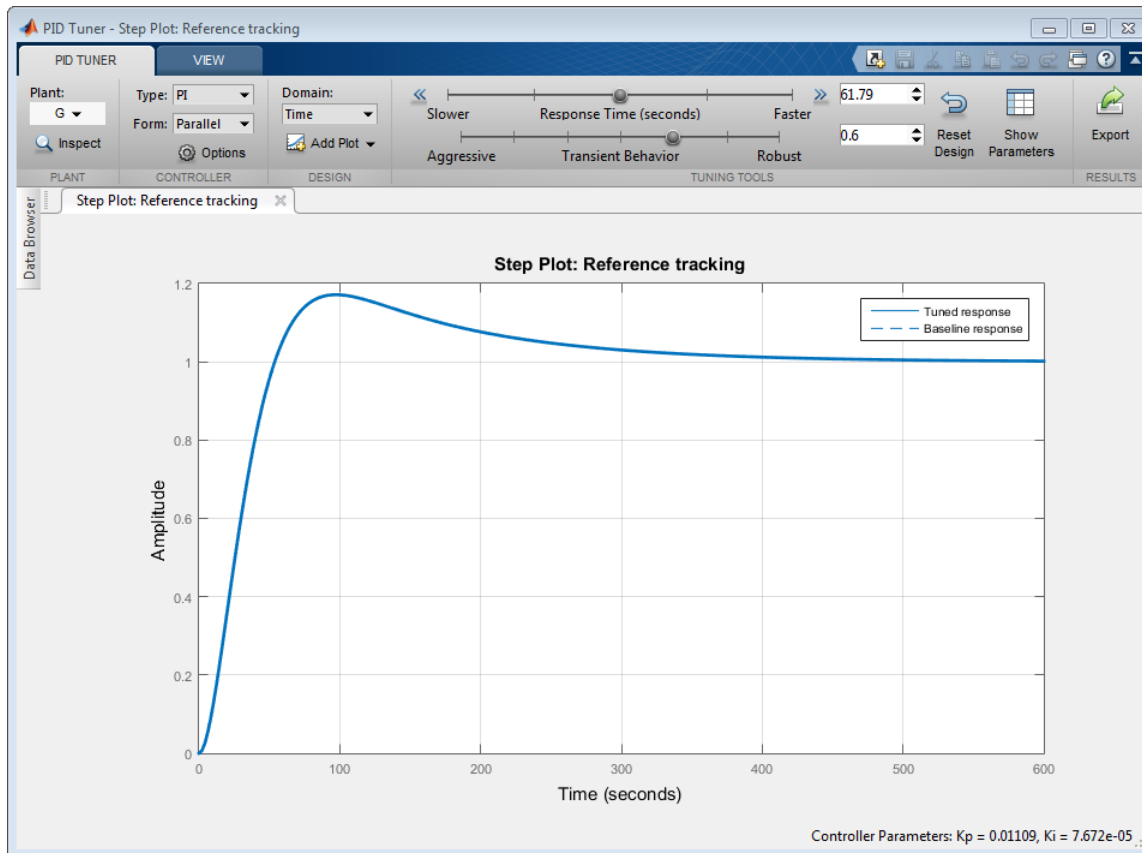 PID Tuner - Step Plot: Reference tracking
PID TUNER VIEW
Plant:
G
Inspect
PLANT
Type: PI
Form: Parallel
Options
CONTROLLER
Domain:
Time
Add Plot
DESIGN
Slower Response Time (seconds) Faster
61.79
Aggressive Transient Behavior Robust
0.6
Reset
Design
Show
Parameters
TUNING TOOLS
Export
RESULTS
Data Browser
Step Plot: Reference tracking
Step Plot: Reference tracking
Tuned response
Baseline response
Amplitude
1.2
1
0.8
0.6
0.4
0.2
0
0 100 200 300 400 500 600
Time (seconds)
Controller Parameters: Kp = 0.01109, Ki = 7.672e-05